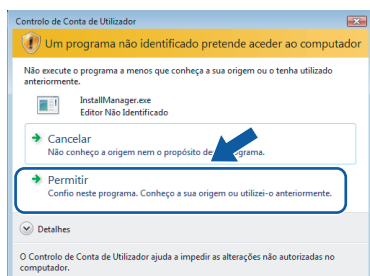 Controlo de Conta de Utilizador
Um programa não identificado pretende aceder ao computador
Não execute o programa a menos que conheça a sua origem ou o tenha utilizado
anteriormente.
InstallManager.exe
Editor Não Identificado
Cancelar
Não conheço a origem nem o propósito de grama.
Permitir
Confio neste programa. Conheço a sua origem ou utilizei-o anteriormente.
Detalhes
O Controlo de Conta de Utilizador ajuda a impedir as alterações não autorizadas no
computador.